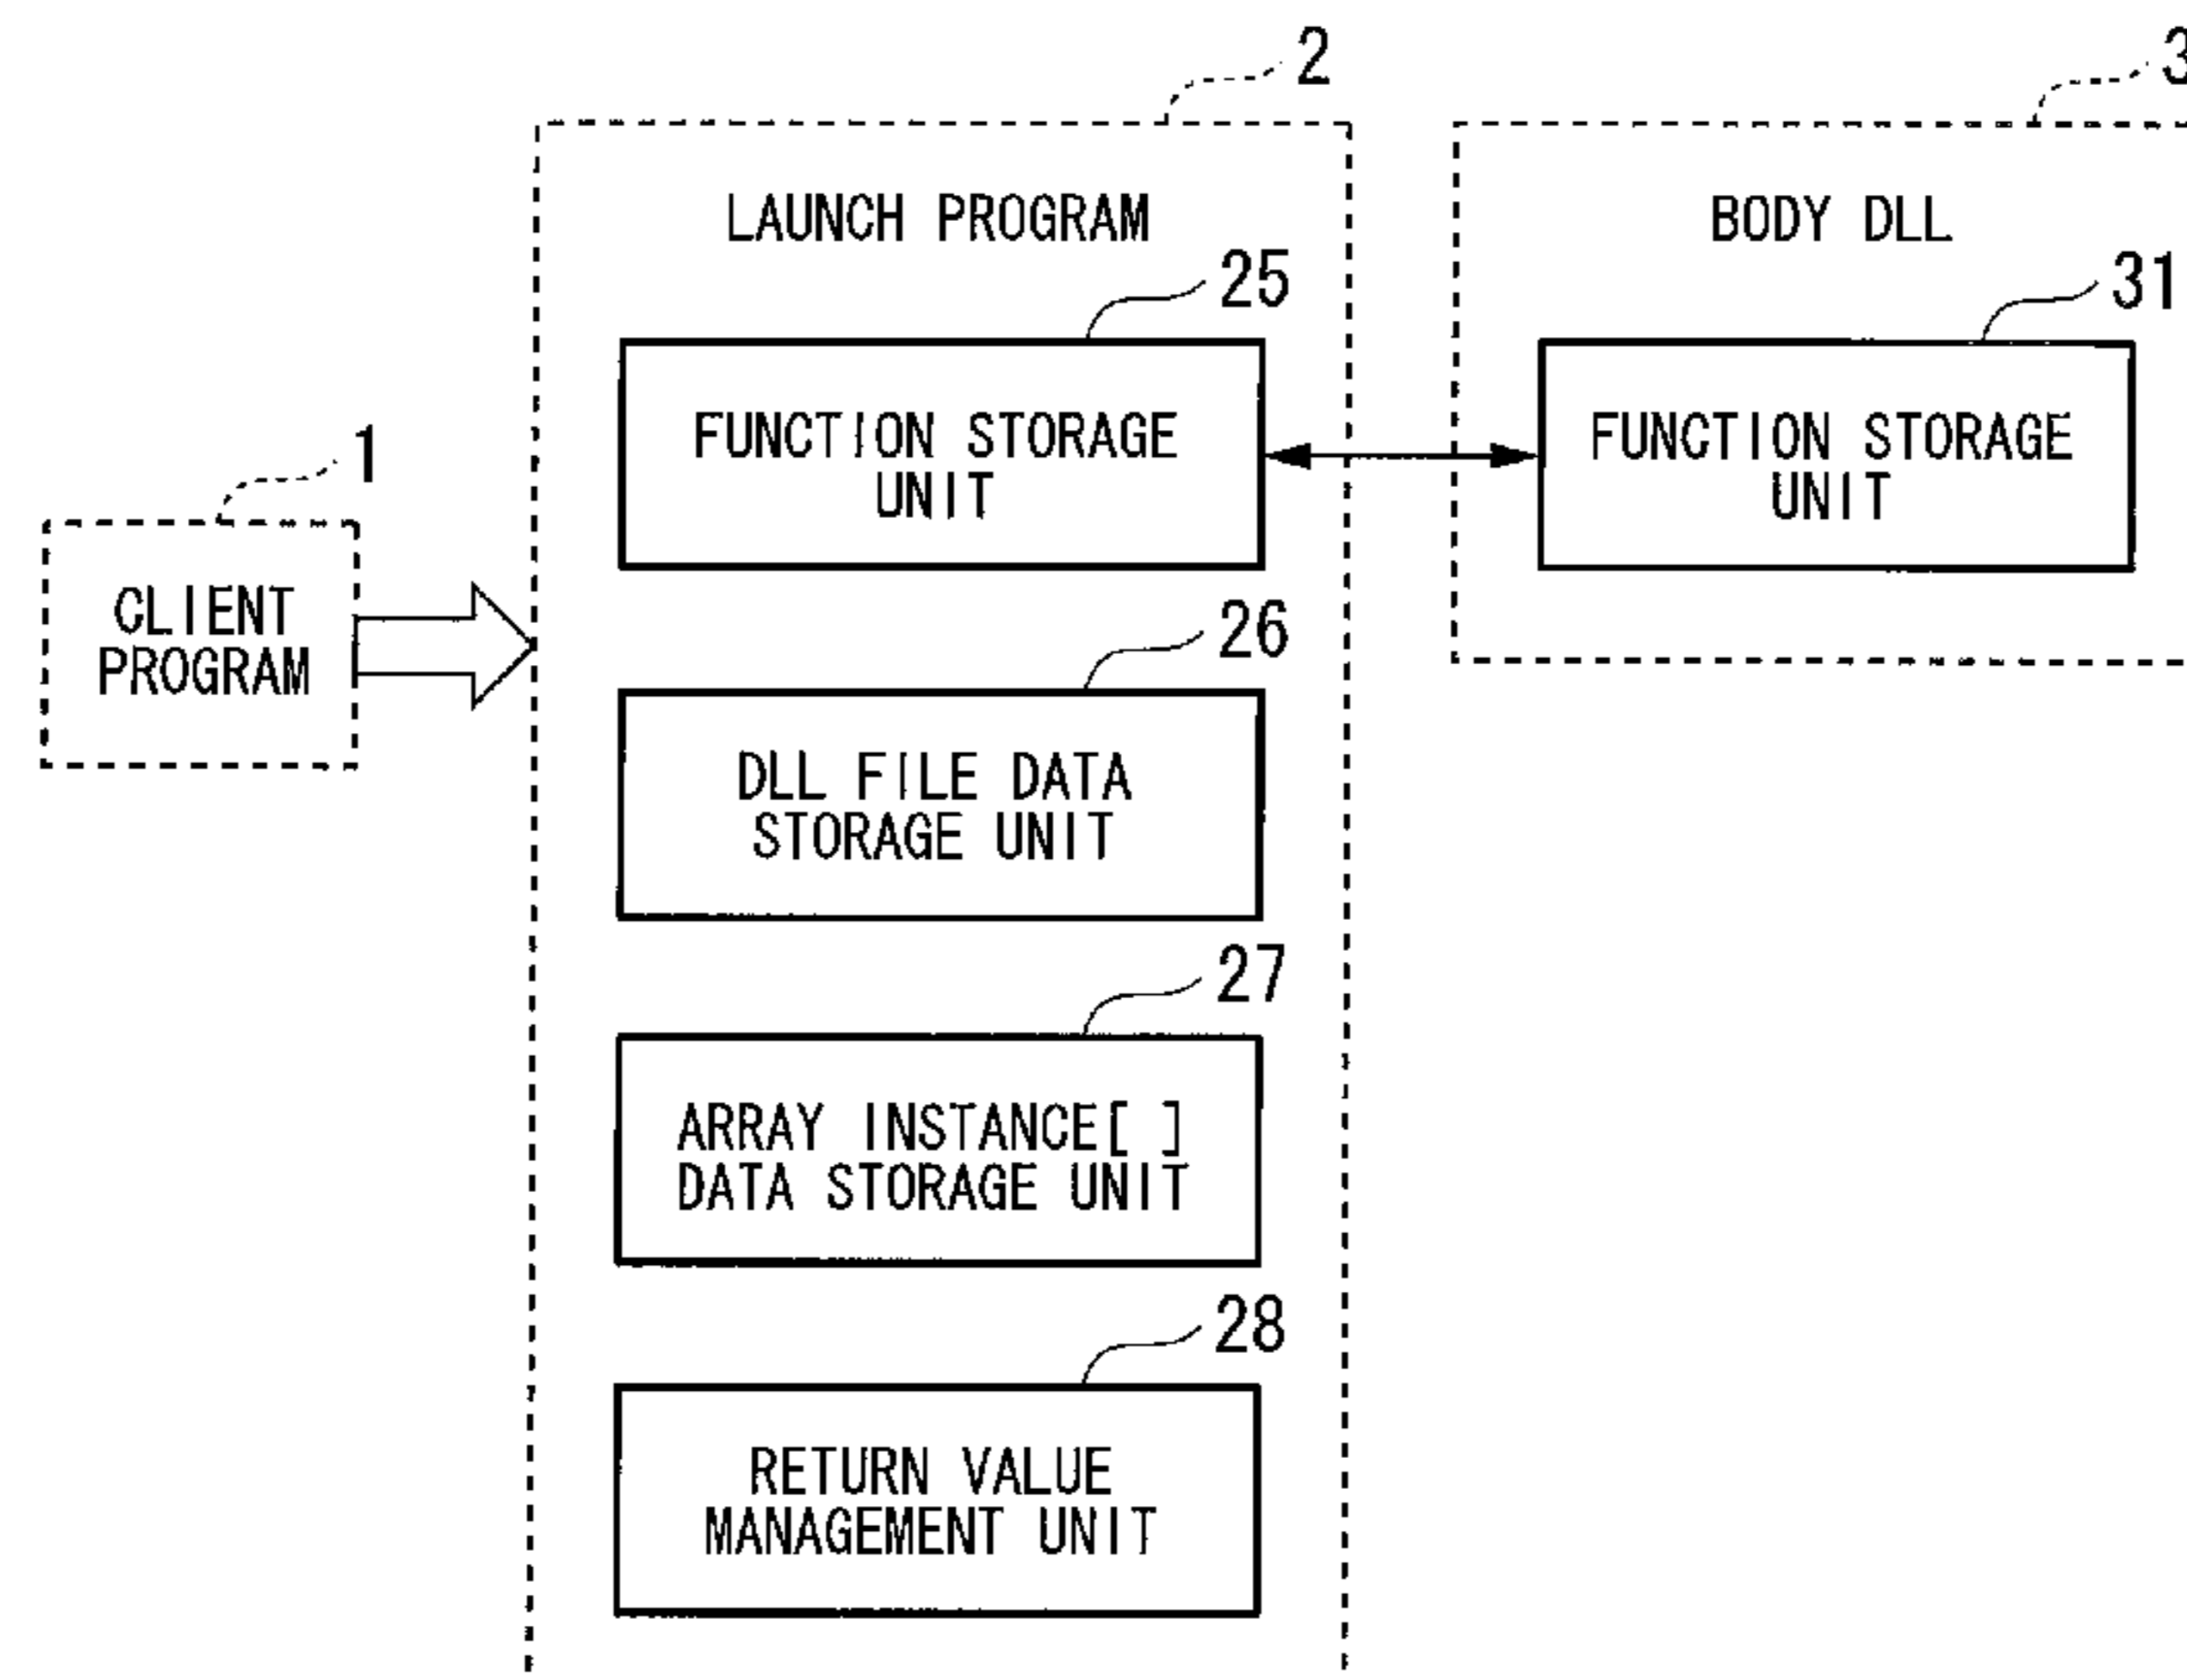 2
3
LAUNCH PROGRAM
BODY DLL
25
31
FUNCTION STORAGE
UNIT
FUNCTION STORAGE
UNIT
1
CLIENT
PROGRAM
26
DLL FILE DATA
STORAGE UNIT
27
ARRAY INSTANCE[ ]
DATA STORAGE UNIT
28
RETURN VALUE
MANAGEMENT UNIT